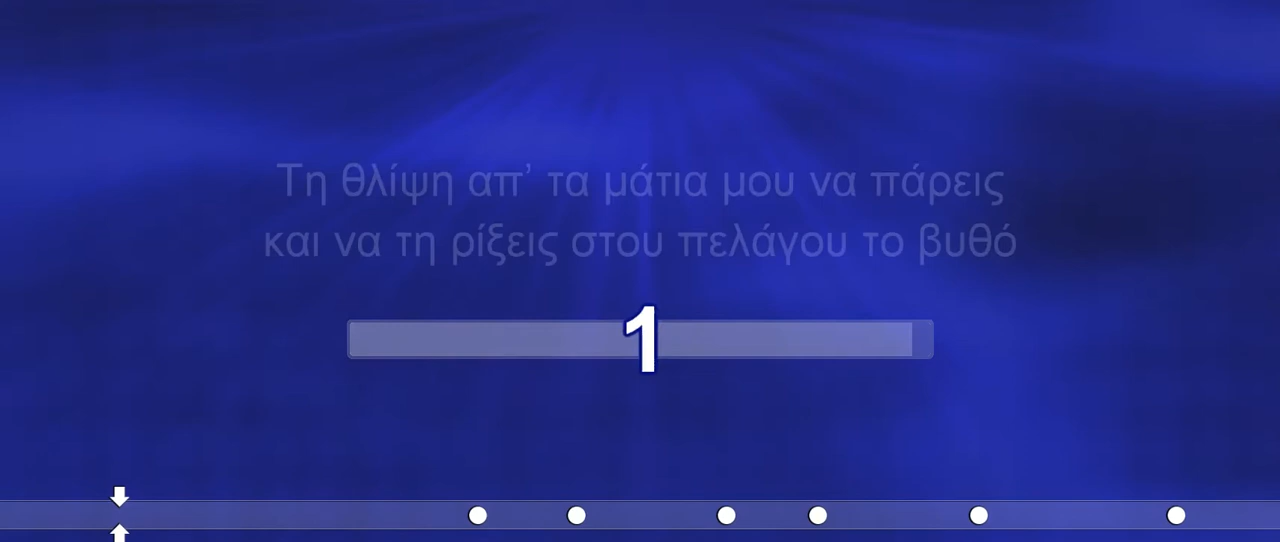 Τη θλίψη απ’ τα μάτια μου να πάρεις
και να τη ρίξεις στου πελάγου το βυθό
1